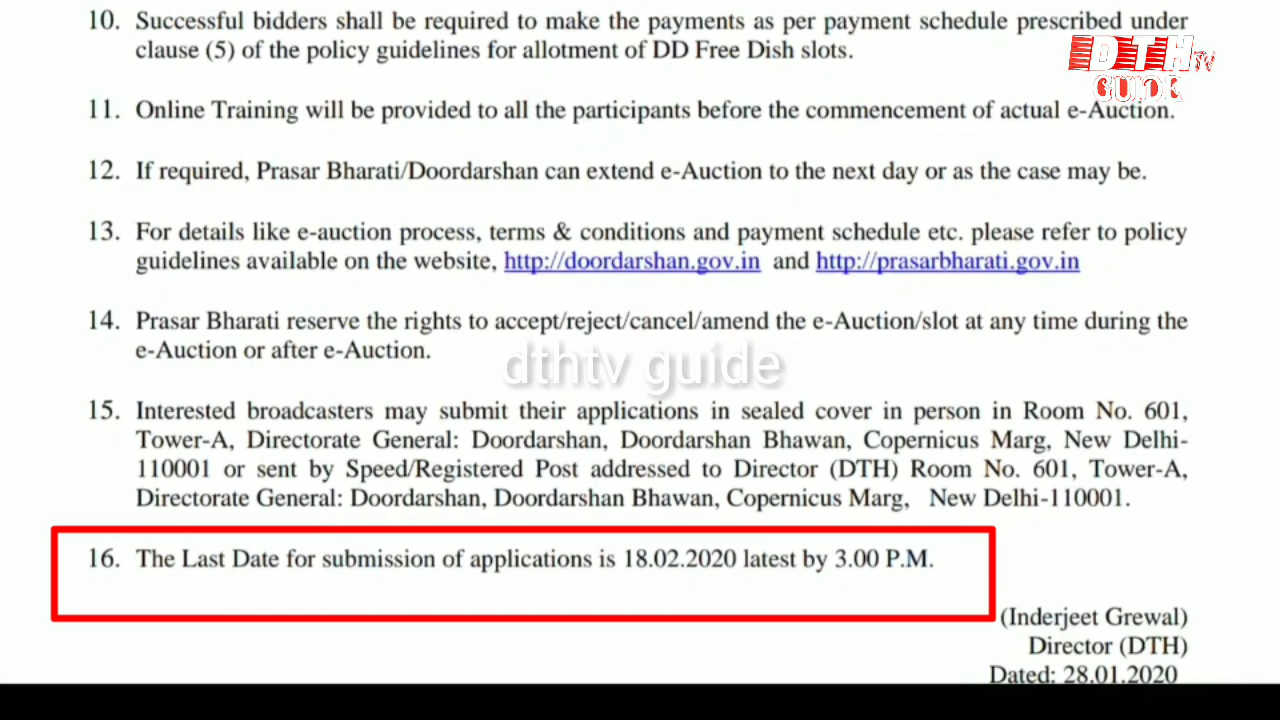 10. Successful bidders shall be required to make the payments as per payment schedule prescribed under
clause (5) of the policy guidelines for allotment of DD Free Dish slots.
DTH TV
GUIDE
11. Online Training will be provided to all the participants before the commencement of actual e-Auction.
12. If required, Prasar Bharati/Doordarshan can extend e-Auction to the next day or as the case may be.
13. For details like e-auction process, terms & conditions and payment schedule etc. please refer to policy
guidelines available on the website, http://doordarshan.gov.in and http://prasarbharati.gov.in
14. Prasar Bharati reserve the rights to accept/reject/cancel/amend the e-Auction/slot at any time during the
e-Auction or after e-Auction.
dthtv guide
15. Interested broadcasters may submit their applications in sealed cover in person in Room No. 601,
Tower-A, Directorate General: Doordarshan, Doordarshan Bhawan, Copernicus Marg, New Delhi-
110001 or sent by Speed/Registered Post addressed to Director (DTH) Room No. 601, Tower-A,
Directorate General: Doordarshan, Doordarshan Bhawan, Copernicus Marg, New Delhi-110001.
16. The Last Date for submission of applications is 18.02.2020 latest by 3.00 P.M.
(Inderjeet Grewal)
Director (DTH)
Dated: 28.01.2020